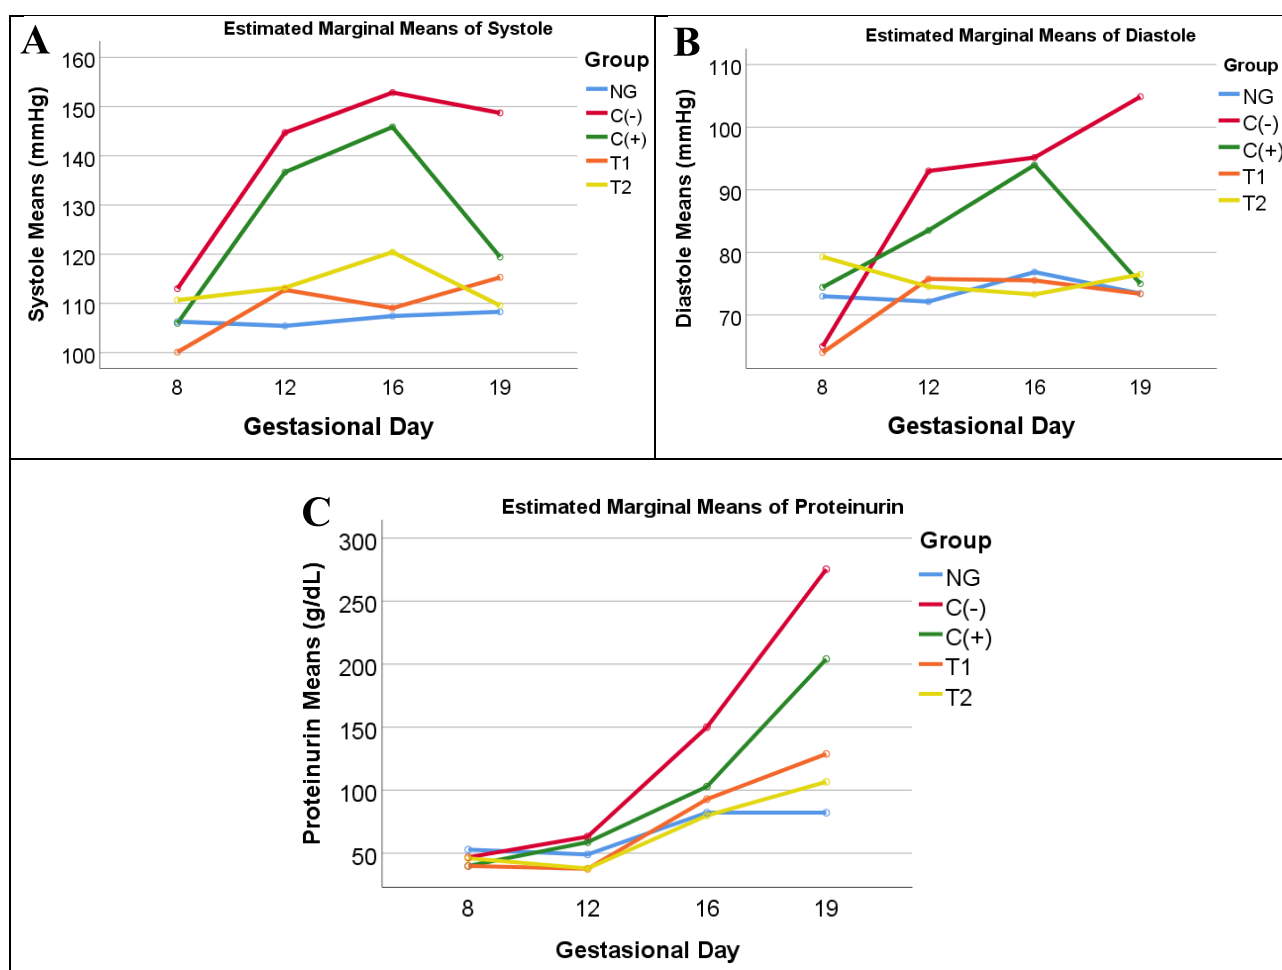 A
Estimated Marginal Means of Systole
Systole Means (mmHg)
160
150
140
130
120
110
100
8 12 16 19
Gestasional Day
Group
NG
C(-)
C(+)
T1
T2
B
Estimated Marginal Means of Diastole
Diastole Means (mmHg)
110
100
90
80
70
8 12 16 19
Gestasional Day
Group
NG
C(-)
C(+)
T1
T2
C
Estimated Marginal Means of Proteinurin
Proteinurin Means (g/dL)
300
250
200
150
100
50
8 12 16 19
Gestasional Day
Group
NG
C(-)
C(+)
T1
T2